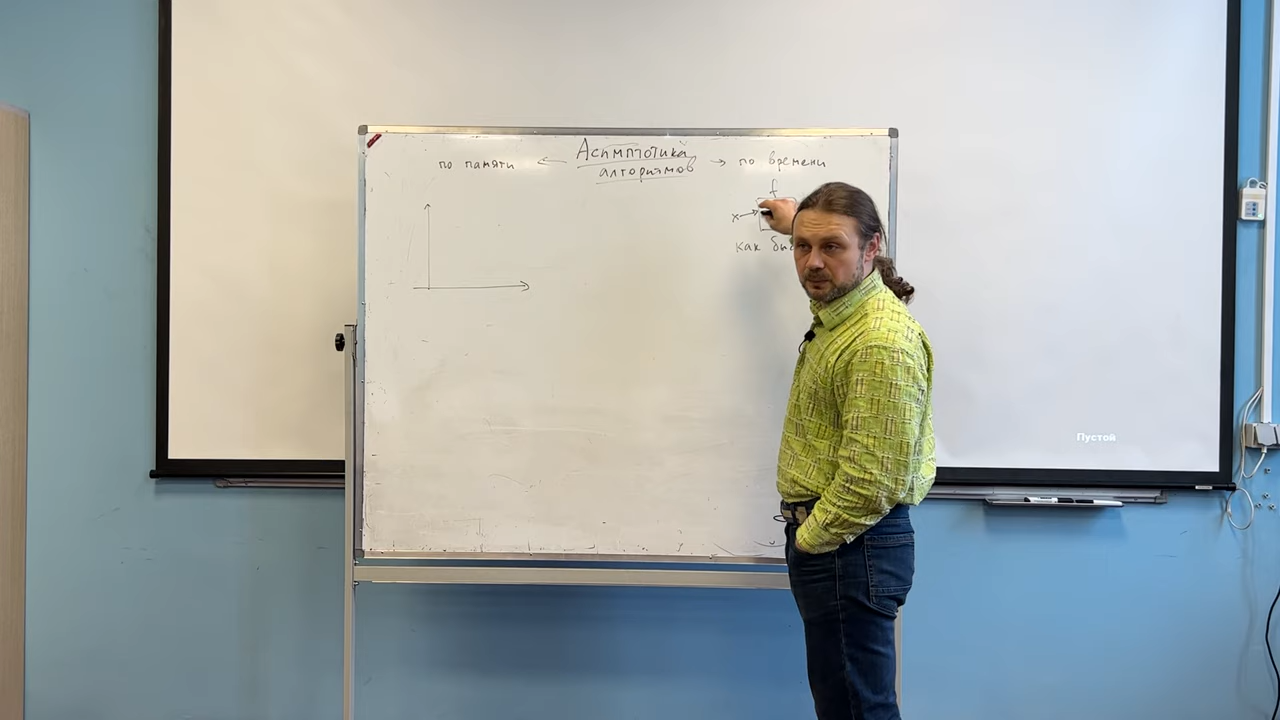 Асимптотика
по памяти ← → по времени
алгоритмов
f
x →
как
Пустой